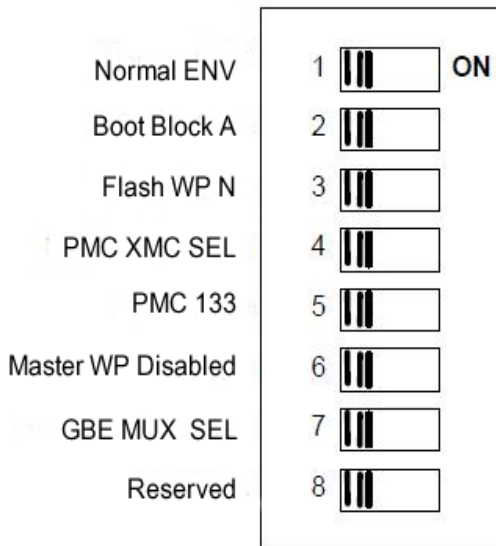 Normal ENV 1 ON
Boot Block A 2
Flash WP N 3
PMC XMC SEL 4
PMC 133 5
Master WP Disabled 6
GBE MUX SEL 7
Reserved 8